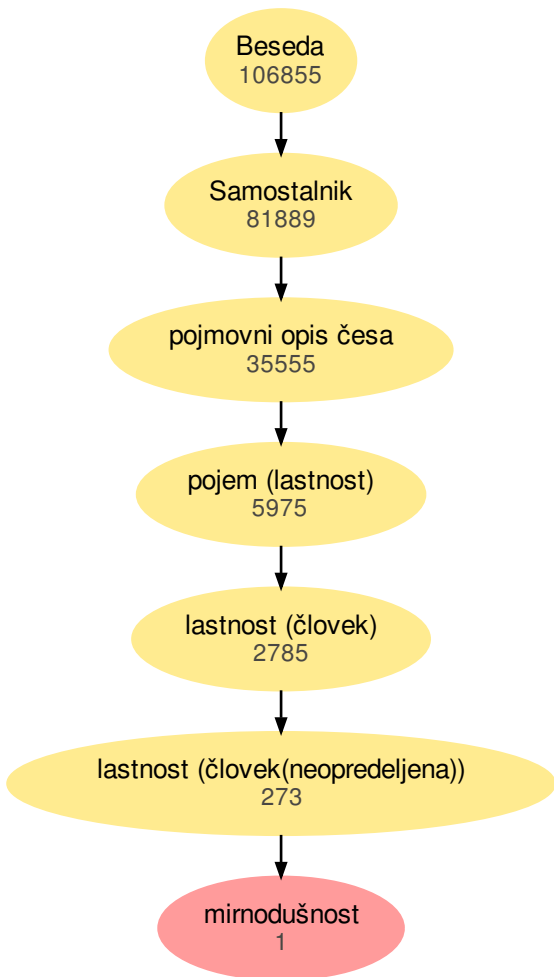 Beseda
106855
Samostalnik
81889
pojmovni opis česa
35555
pojem (lastnost)
5975
lastnost (človek)
2785
lastnost (človek(neopredeljena))
273
mirnodušnost
1